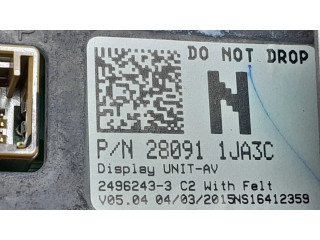 DO NOT DROP
N
P/N 28091 1JA3C
Display UNIT-AV
2496243-3 C2 With Felt
V05.04 04/03/2015NS16412359